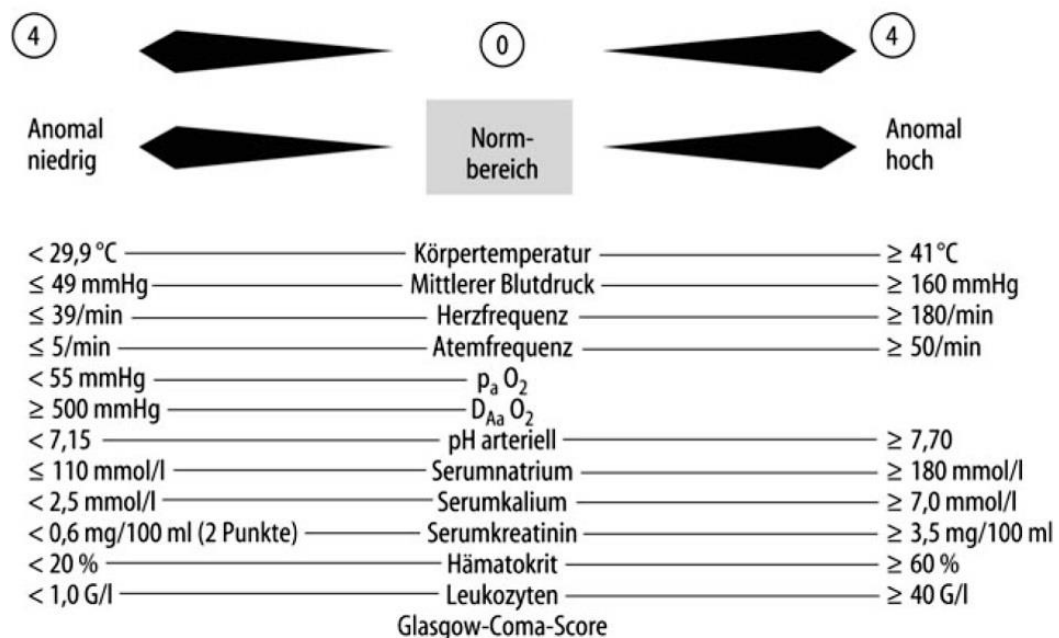 4 0 4
Anomal niedrig Norm-bereich Anomal hoch
< 29,9 °C Körpertemperatur ≥ 41 °C
≤ 49 mmHg Mittlerer Blutdruck ≥ 160 mmHg
≤ 39/min Herzfrequenz ≥ 180/min
≤ 5/min Atemfrequenz ≥ 50/min
< 55 mmHg pa O2
≥ 500 mmHg DAa O2
< 7,15 pH arteriell ≥ 7,70
≤ 110 mmol/l Serumnatrium ≥ 180 mmol/l
< 2,5 mmol/l Serumkalium ≥ 7,0 mmol/l
< 0,6 mg/100 ml (2 Punkte) Serumkreatinin ≥ 3,5 mg/100 ml
< 20 % Hämatokrit ≥ 60 %
< 1,0 G/l Leukozyten ≥ 40 G/l
Glasgow-Coma-Score